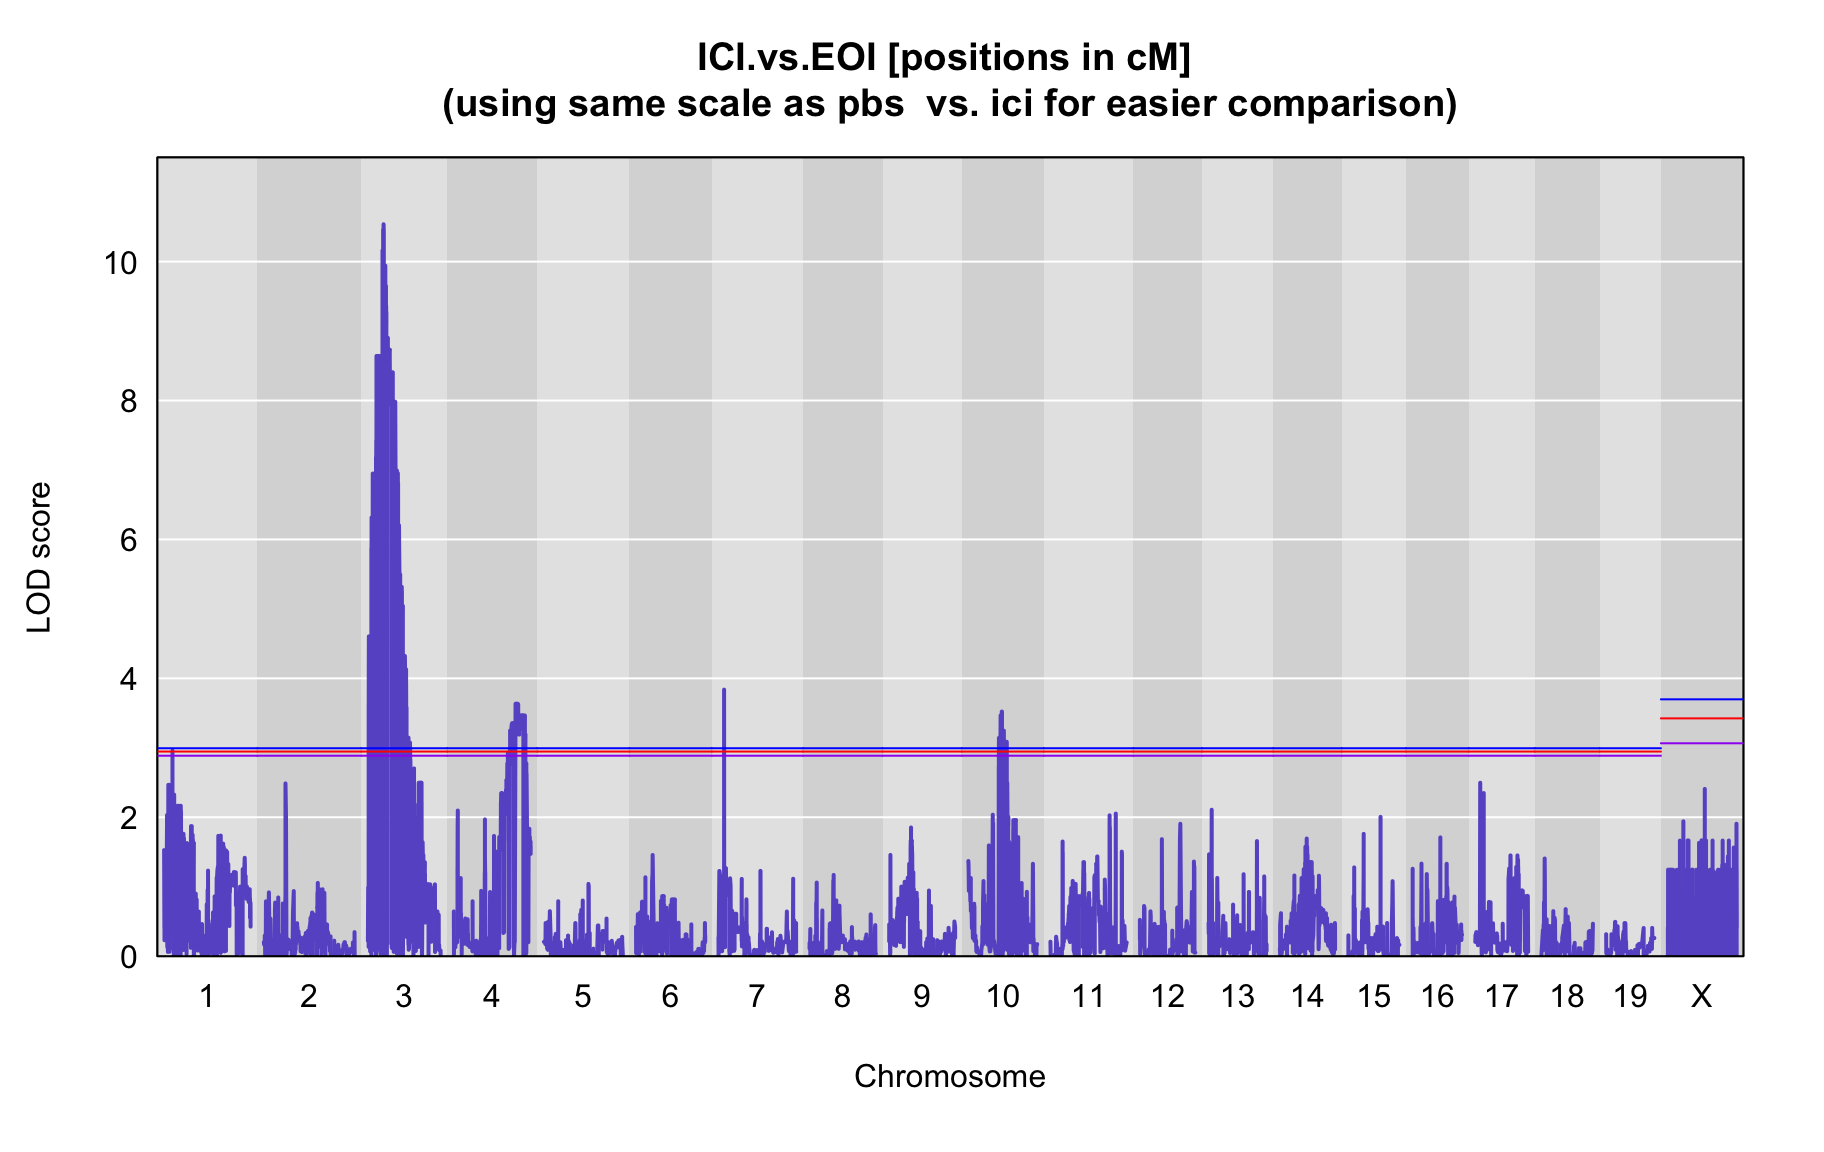 ICI.vs.EOI [positions in cM]
(using same scale as pbs  vs. ici for easier comparison)
LOD score
10
8
6
4
2
0
1 2 3 4 5 6 7 8 9 10 11 12 13 14 15 16 17 18 19 X
Chromosome